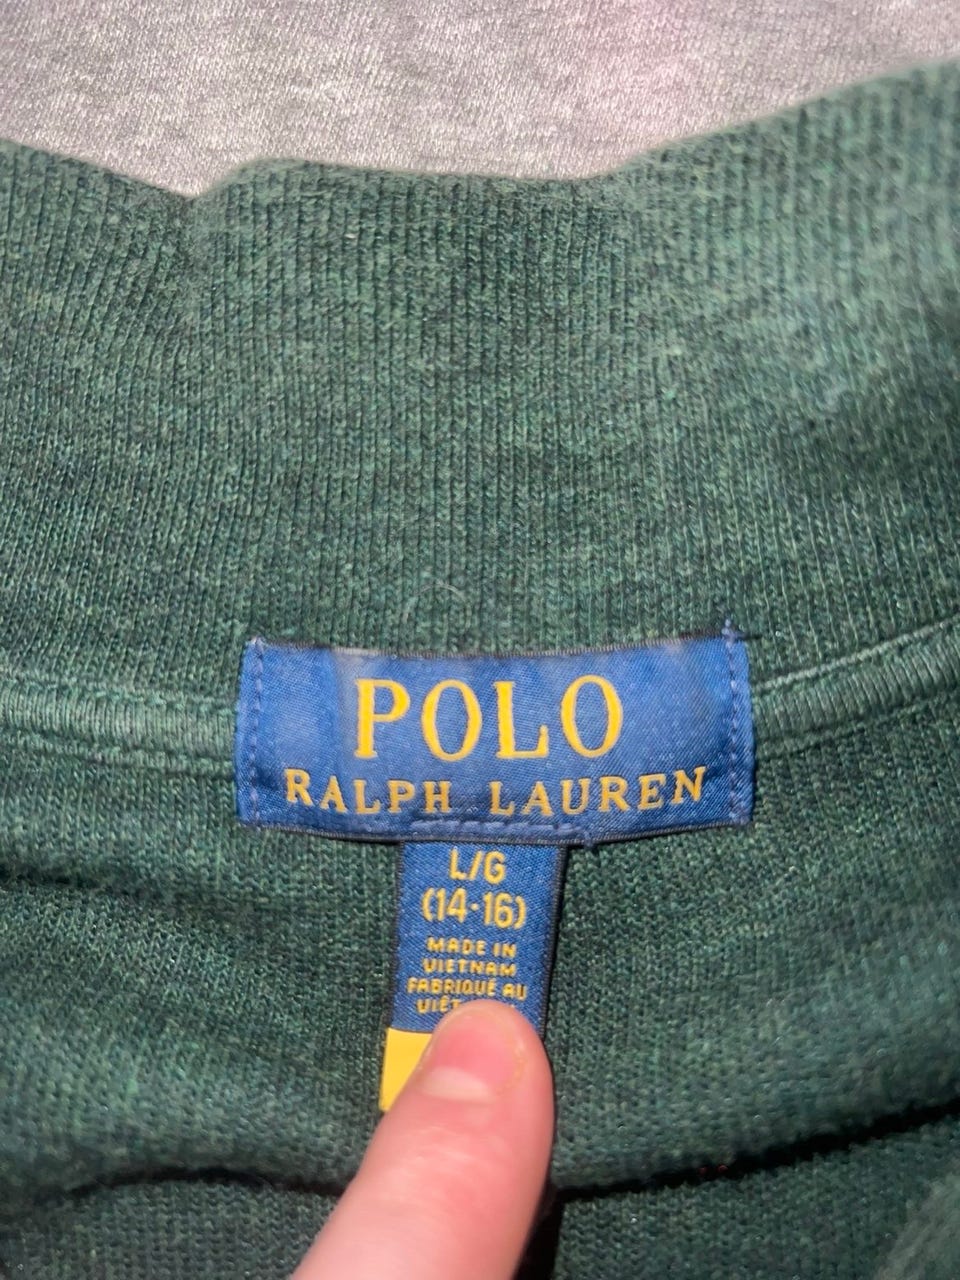 POLO
RALPH LAUREN
L/G
(14-16)
MADE IN
VIETNAM
FABRIQUÉ AU